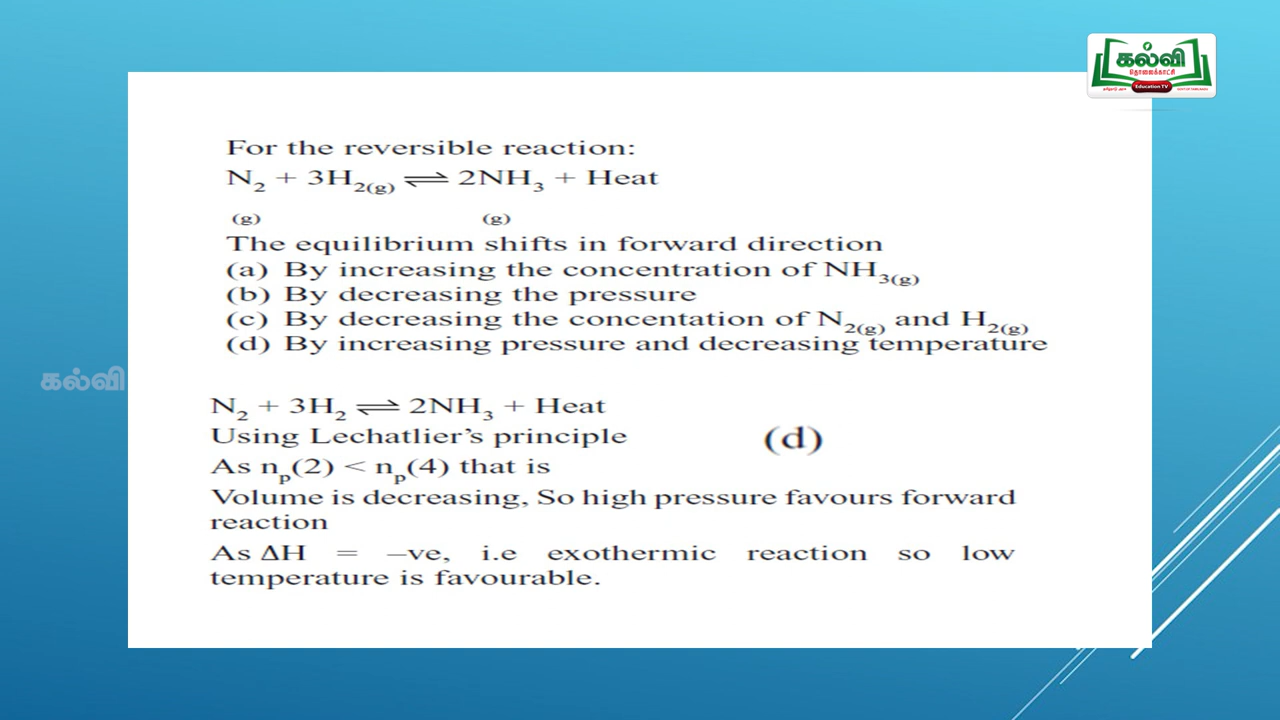 கல்வி
தொலைக்காட்சி
Education TV
For the reversible reaction:
N₂ + 3H₂(g) ⇌ 2NH₃ + Heat
(g) (g)
The equilibrium shifts in forward direction
(a) By increasing the concentration of NH₃(g)
(b) By decreasing the pressure
(c) By decreasing the concentation of N₂(g) and H₂(g)
(d) By increasing pressure and decreasing temperature
கல்வி
N₂ + 3H₂ ⇌ 2NH₃ + Heat
Using Lechatlier’s principle (d)
As nₚ(2) < nₚ(4) that is
Volume is decreasing, So high pressure favours forward
reaction
As ΔH = –ve, i.e exothermic reaction so low
temperature is favourable.